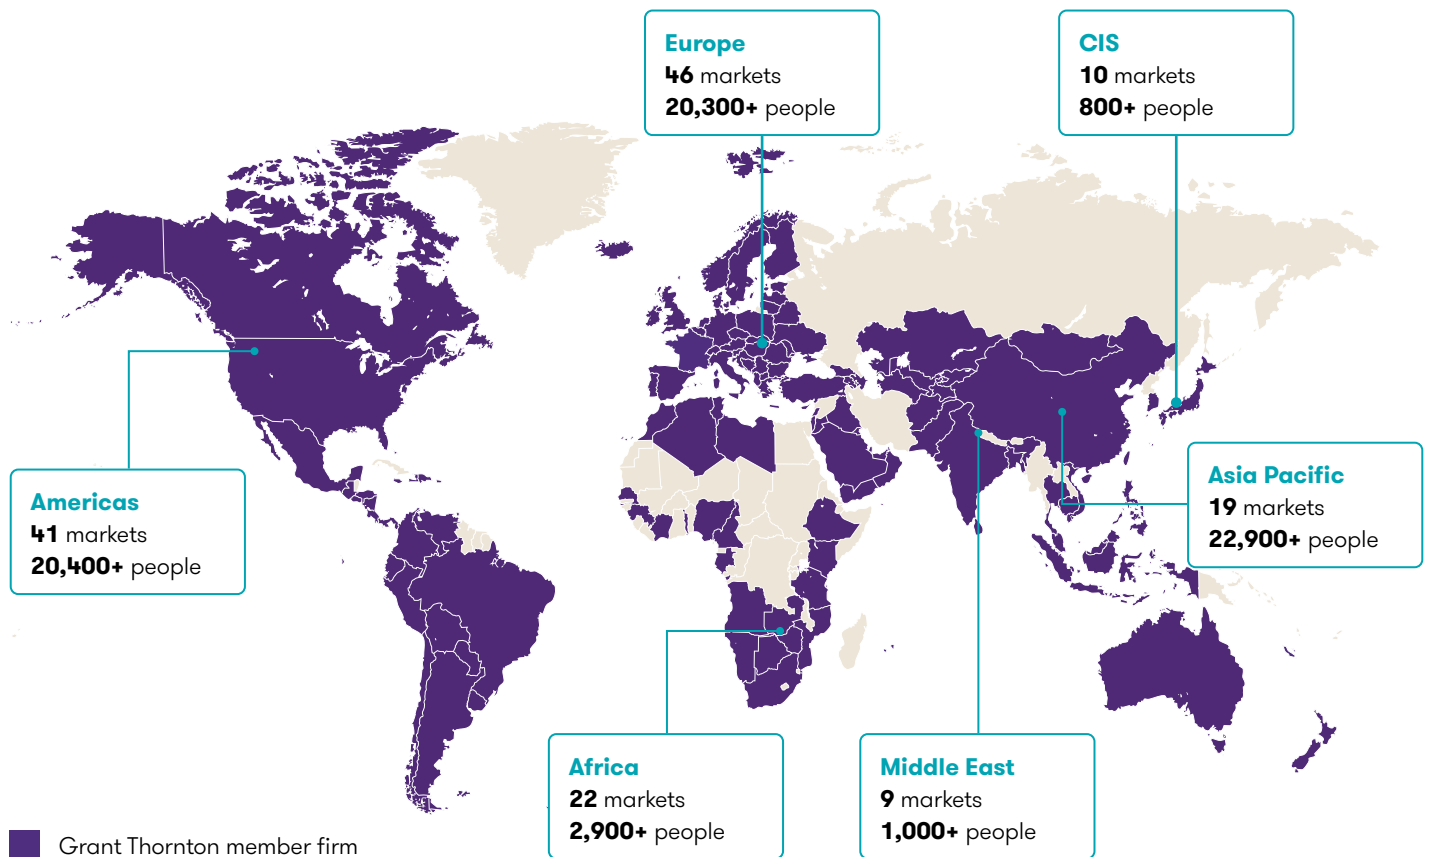 Europe
46 markets
20,300+ people
CIS
10 markets
800+ people
Americas
41 markets
20,400+ people
Asia Pacific
19 markets
22,900+ people
Africa
22 markets
2,900+ people
Middle East
9 markets
1,000+ people
Grant Thornton member firm